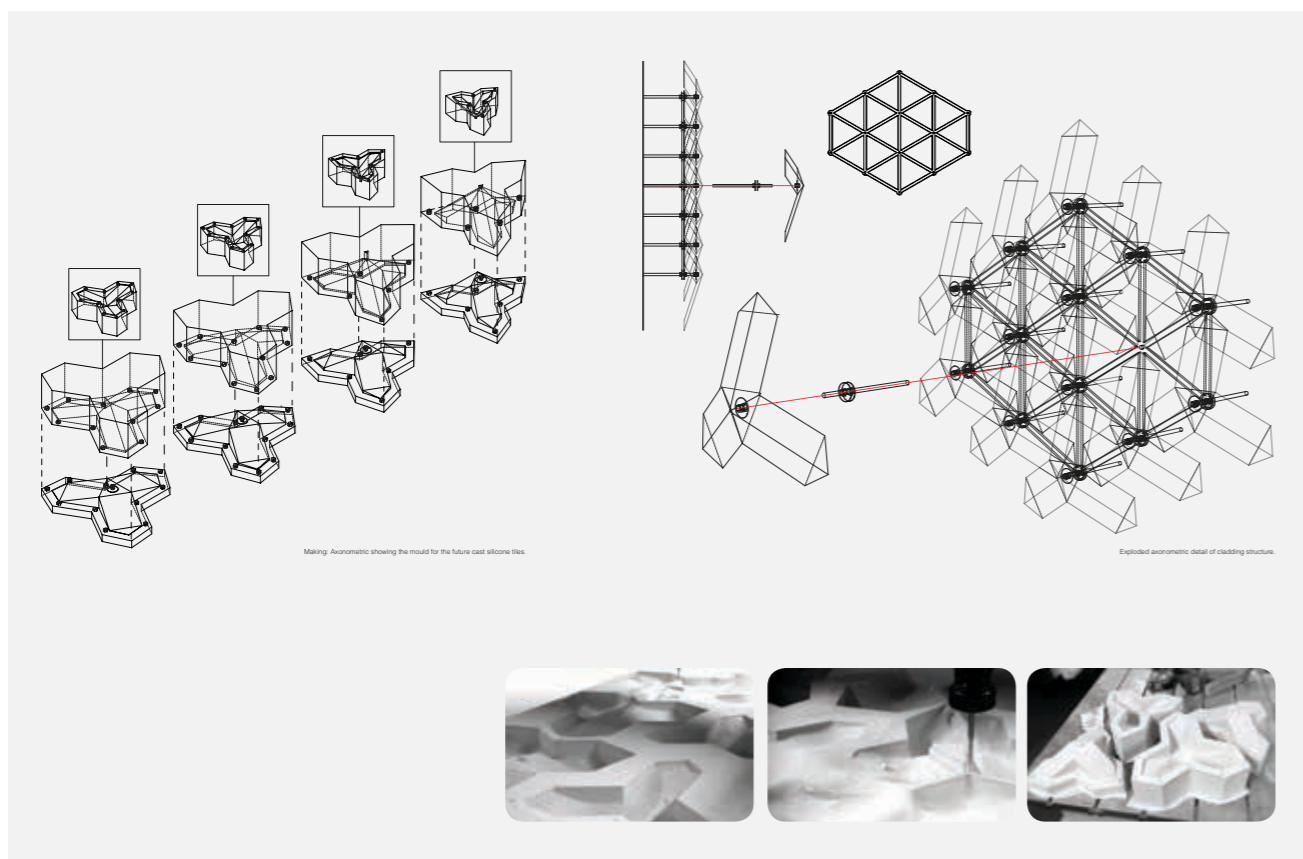 Making: Axonometric showing the mould for the future cast silicone tiles.
Exploded axonometric detail of cladding structure.